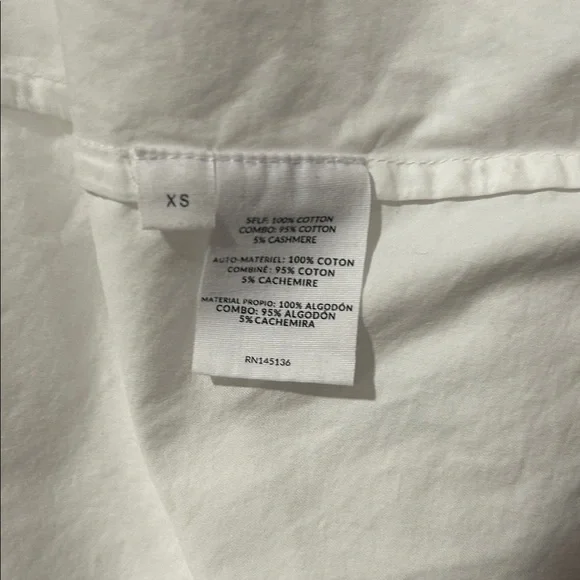 XS
SELF: 100% COTTON
COMBO: 95% COTTON
5% CASHMERE
AUTO-MATÉRIEL: 100% COTON
COMBINÉ: 95% COTON
5% CACHEMIRE
MATERIAL PROPIO: 100% ALGODÓN
COMBO: 95% ALGODÓN
5% CACHEMIRA
RN145136